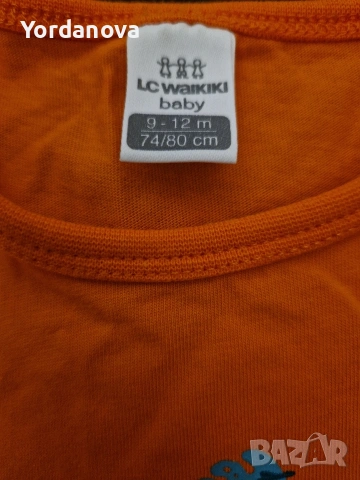 Yordanova
LC WAIKIKI
baby
9 - 12 m
74/80 cm
BAZAR